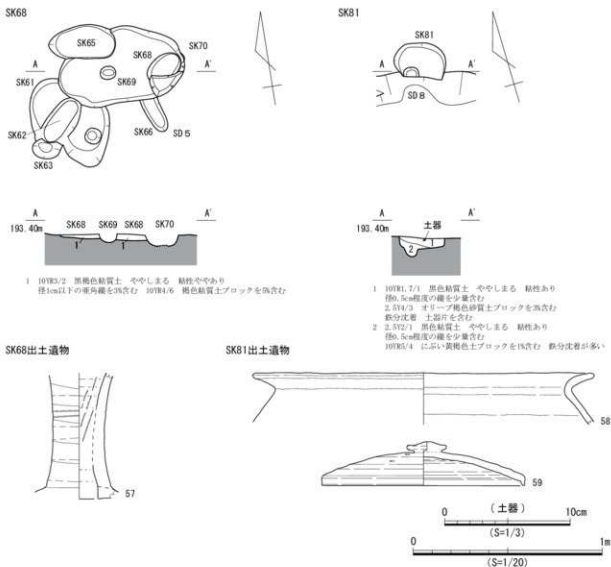 SK68
SK65
SK68
SK70
A
A'
SK61
SK69
SK62
SK66
SD5
SK63
SK81
SK81
A
A'
SD8
A
A'
193.40m
SK68
SK69
SK68
SK70
1
1
1 10YR3/2 黒褐色粘質土 ややしまる 粘性ややあり
径1cm以下の亜角礫を3%含む 10YR4/6 褐色粘質土ブロックを5%含む
A
A'
193.40m
土器
1
2
1 10YR1.7/1 黒色粘質土 ややしまる 粘性あり
径0.5cm程度の礫を少量含む
2.5Y4/3 オリーブ褐色砂質土ブロックを3%含む
鉄分沈着 土器片を含む
2 2.5Y2/1 黒色粘質土 ややしまる 粘性あり
径0.5cm程度の礫を少量含む
10YR5/4 にぶい黄褐色土ブロックを1%含む 鉄分沈着が多い
SK68出土遺物
57
SK81出土遺物
58
59
0 (土器) 10cm
(S=1/3)
0 1m
(S=1/20)